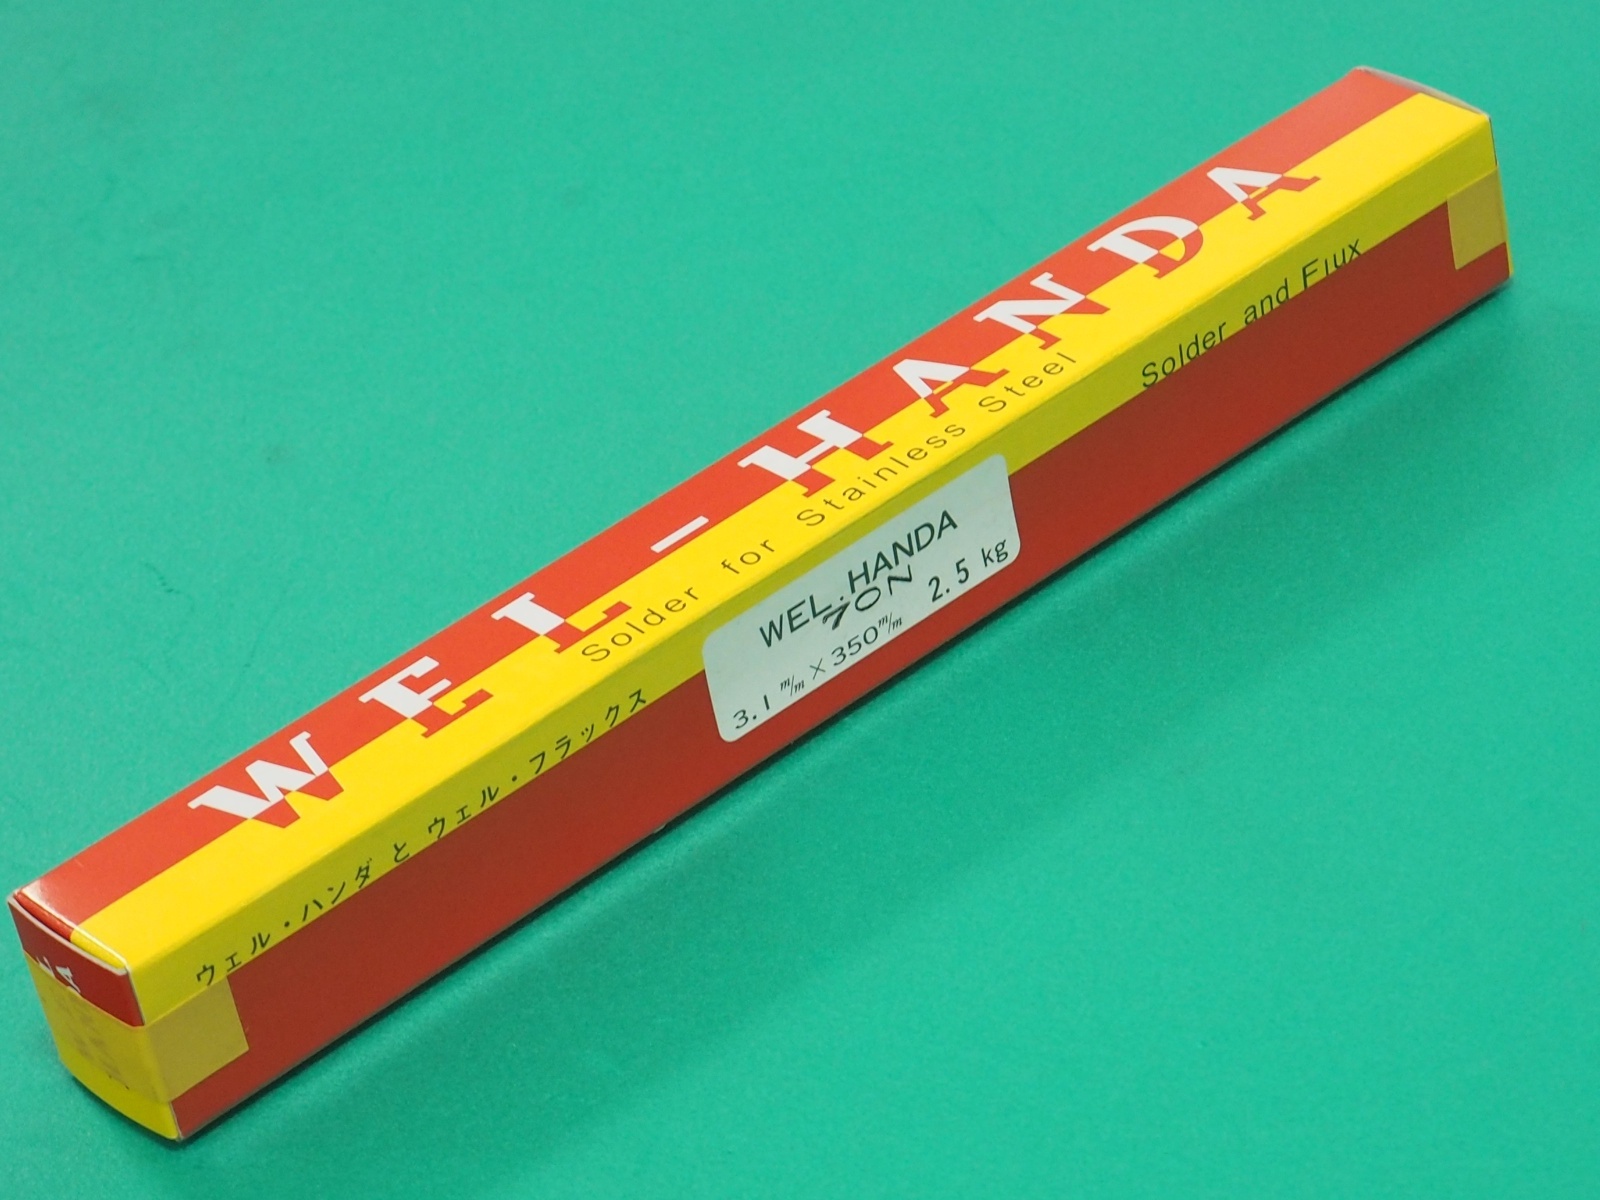 WEL-HANDA
Solder for Stainless Steel
ウェル・ハンダ と ウェル・フラックス
Solder and Flux
WEL.HANDA
70N
3.1 m/m × 350m/m 2.5 kg